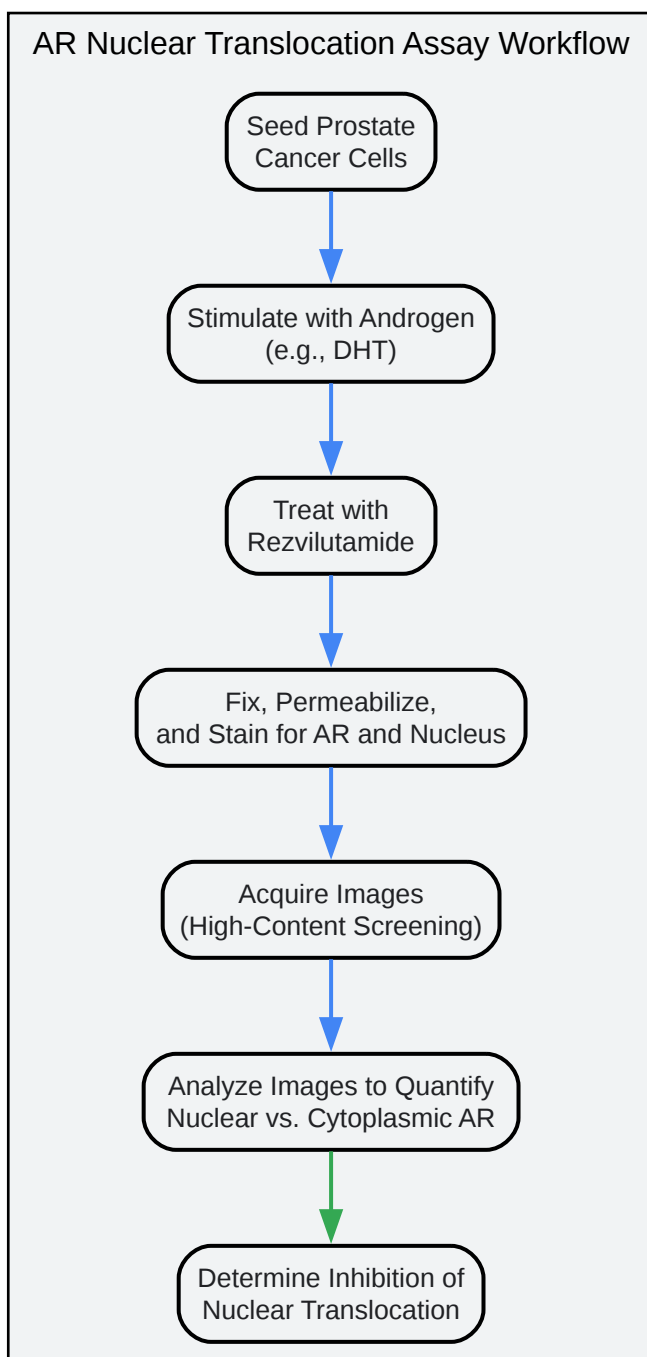 AR Nuclear Translocation Assay Workflow
Seed Prostate
Cancer Cells
Stimulate with Androgen
(e.g., DHT)
Treat with
Rezvilutamide
Fix, Permeabilize,
and Stain for AR and Nucleus
Acquire Images
(High-Content Screening)
Analyze Images to Quantify
Nuclear vs. Cytoplasmic AR
Determine Inhibition of
Nuclear Translocation